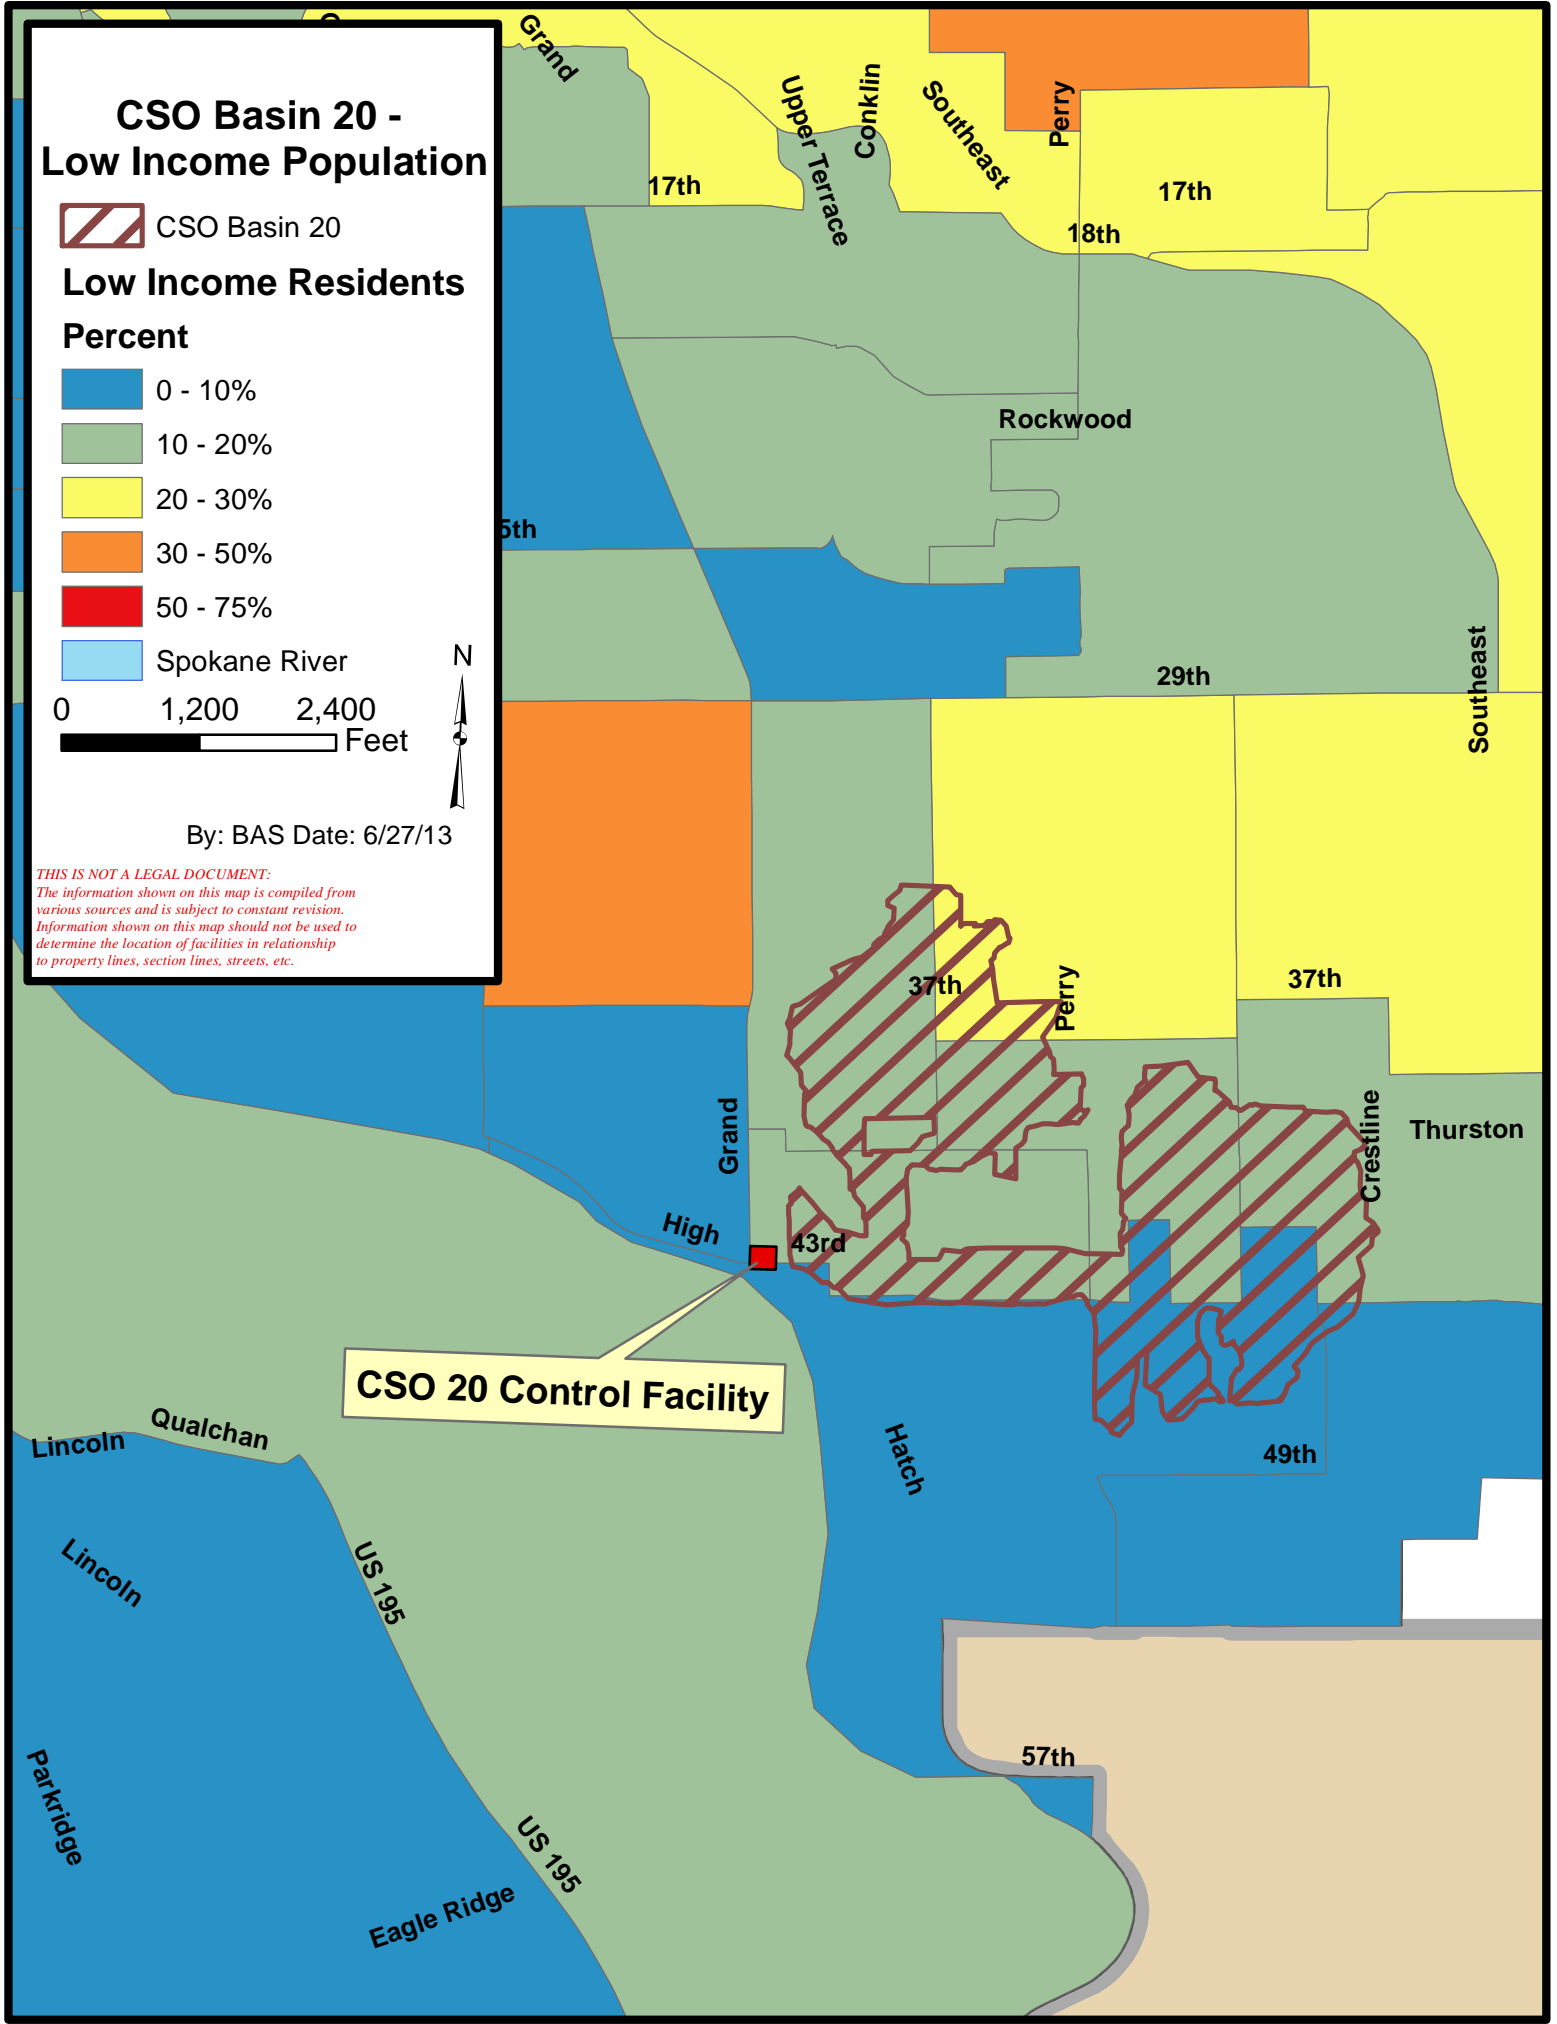 CSO Basin 20 -
Low Income Population
CSO Basin 20
Low Income Residents
Percent
0 - 10%
10 - 20%
20 - 30%
30 - 50%
50 - 75%
Spokane River
N
0 1,200 2,400
Feet
By: BAS Date: 6/27/13
THIS IS NOT A LEGAL DOCUMENT:
The information shown on this map is compiled from
various sources and is subject to constant revision.
Information shown on this map should not be used to
determine the location of facilities in relationship
to property lines, section lines, streets, etc.
Grand
Upper Terrace
Conklin
Southeast
Perry
17th
17th
18th
Rockwood
5th
29th
Southeast
37th
Perry
37th
Grand
Crestline
Thurston
High
43rd
CSO 20 Control Facility
Qualchan
Lincoln
Hatch
49th
Lincoln
US 195
57th
Parkridge
US 195
Eagle Ridge